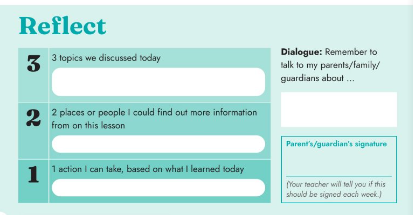 Reflect
3
3 topics we discussed today
2
2 places or people I could find out more information
from on this lesson
1
1 action I can take, based on what I learned today
Dialogue: Remember to
talk to my parents/family/
guardians about ...
Parent's/guardian's signature
(Your teacher will tell you if this
should be signed each week.)